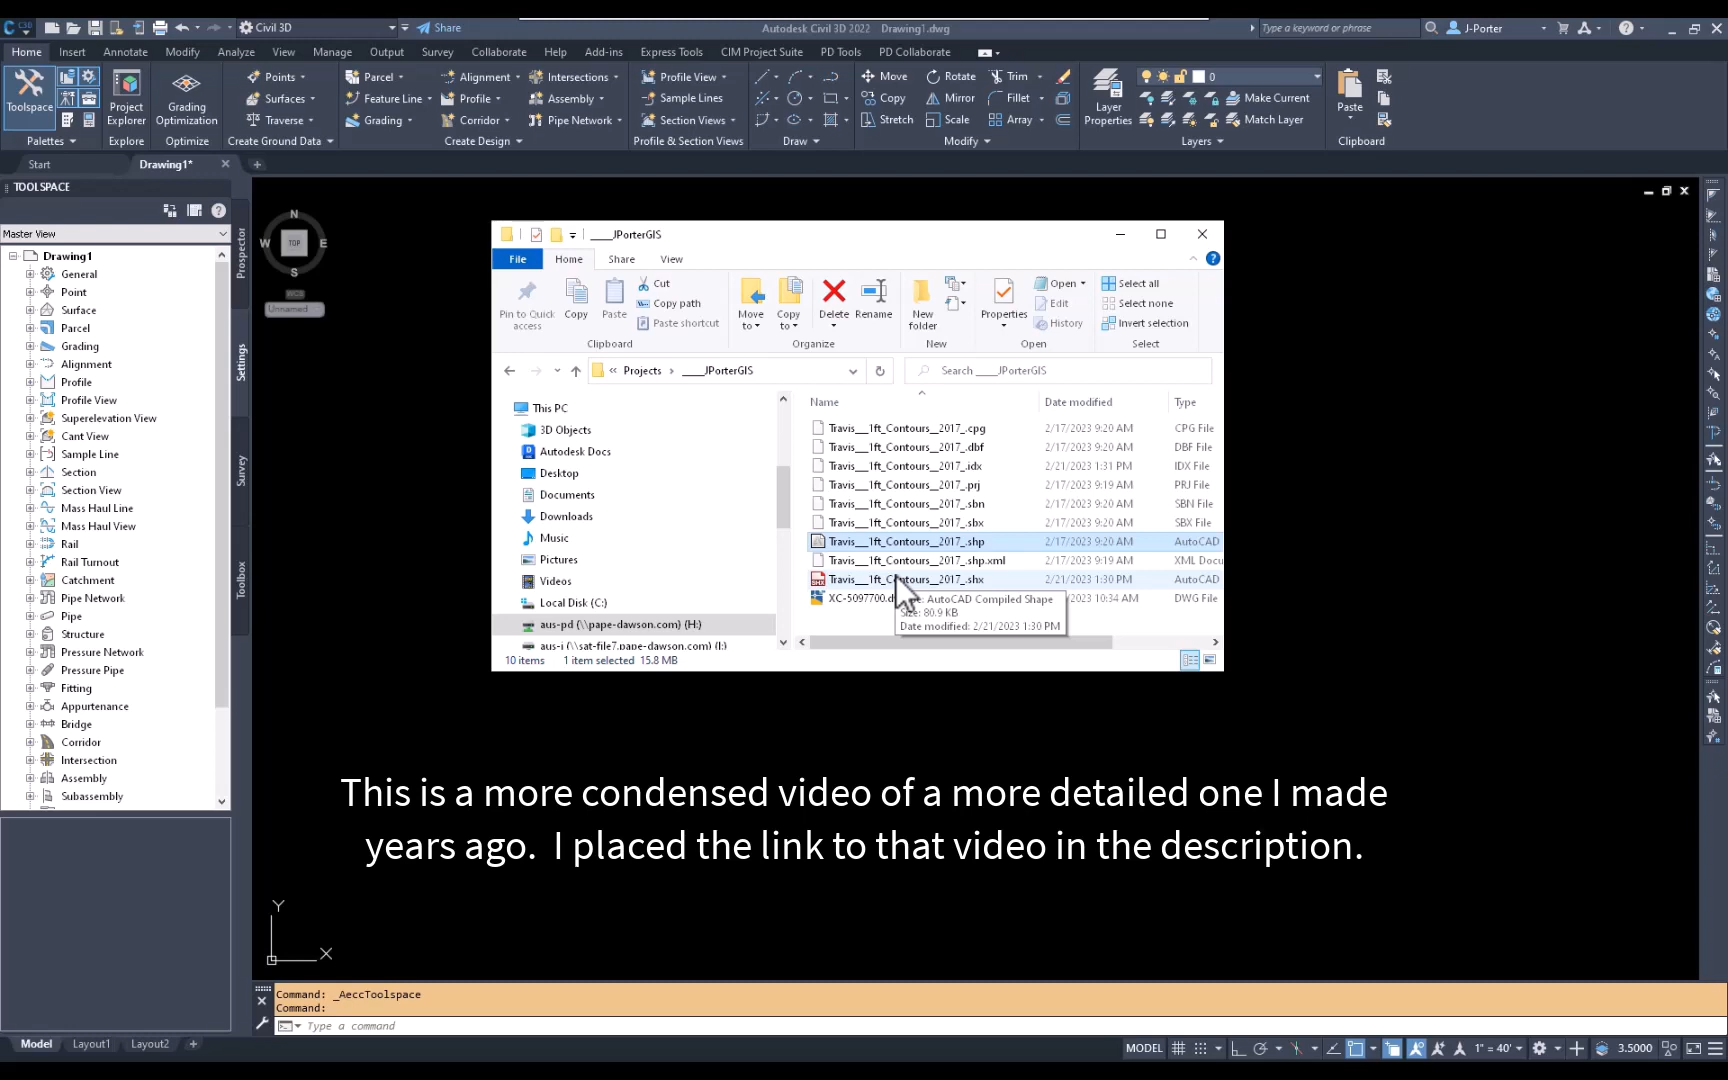 Civil 3D
Share
Autodesk Civil 3D 2022 Drawing1.dwg
Type a keyword or phrase
J-Porter
Home Insert Annotate Modify Analyze View Manage Output Survey Collaborate Help Add-ins Express Tools CIM Project Suite PD Tools PD Collaborate
Toolspace
Project Explorer
Grading Optimization
Points
Surfaces
Traverse
Parcel
Feature Line
Grading
Alignment
Profile
Corridor
Intersections
Assembly
Pipe Network
Profile View
Sample Lines
Section Views
Move
Copy
Stretch
Rotate
Mirror
Scale
Trim
Fillet
Array
Layer Properties
0
Make Current
Match Layer
Paste
Palettes Explore Optimize Create Ground Data Create Design Profile & Section Views Draw Modify Layers Clipboard
Start Drawing1*
TOOLSPACE
Master View
Drawing1
General
Point
Surface
Parcel
Grading
Alignment
Profile
Profile View
Superelevation View
Cant View
Sample Line
Section
Section View
Mass Haul Line
Mass Haul View
Rail
Rail Turnout
Catchment
Pipe Network
Pipe
Structure
Pressure Network
Pressure Pipe
Fitting
Appurtenance
Bridge
Corridor
Intersection
Assembly
Subassembly
Prospector
Settings
Survey
Toolbox
N
W TOP E
S
WCS
Unnamed
____JPorterGIS
File Home Share View
Pin to Quick access
Copy
Paste
Cut
Copy path
Paste shortcut
Move to
Copy to
Delete
Rename
New folder
Properties
Open
Edit
History
Select all
Select none
Invert selection
Clipboard Organize New Open Select
« Projects > ____JPorterGIS
Search ____JPorterGIS
This PC
3D Objects
Autodesk Docs
Desktop
Documents
Downloads
Music
Pictures
Videos
Local Disk (C:)
aus-pd (\\pape-dawson.com) (H:)
aus-i (\\sat-file7.pape-dawson.com) (I:)
Name Date modified Type
Travis__1ft_Contours__2017_.cpg 2/17/2023 9:20 AM CPG File
Travis__1ft_Contours__2017_.dbf 2/17/2023 9:20 AM DBF File
Travis__1ft_Contours__2017_.idx 2/21/2023 1:31 PM IDX File
Travis__1ft_Contours__2017_.prj 2/17/2023 9:19 AM PRJ File
Travis__1ft_Contours__2017_.sbn 2/17/2023 9:20 AM SBN File
Travis__1ft_Contours__2017_.sbx 2/17/2023 9:20 AM SBX File
Travis__1ft_Contours__2017_.shp 2/17/2023 9:20 AM AutoCAD
Travis__1ft_Contours__2017_.shp.xml 2/17/2023 9:19 AM XML Docu
Travis__1ft_Contours__2017_.shx 2/21/2023 1:30 PM AutoCAD
XC-5097700.d 10:34 AM DWG File
AutoCAD Compiled Shape
Size: 80.9 KB
Date modified: 2/21/2023 1:30 PM
10 items 1 item selected 15.8 MB
This is a more condensed video of a more detailed one I made
years ago. I placed the link to that video in the description.
Y
X
Command: _AeccToolspace
Command:
Type a command
Model Layout1 Layout2
MODEL
1" = 40'
3.5000